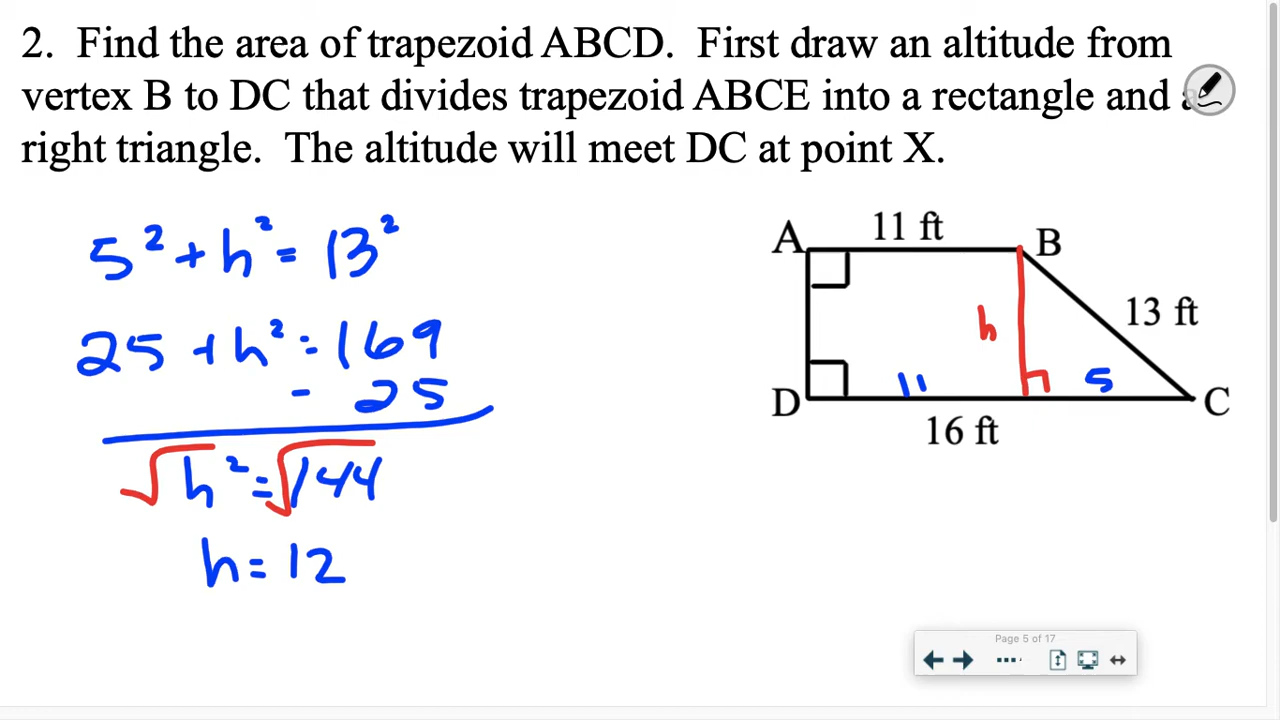 2. Find the area of trapezoid ABCD. First draw an altitude from
vertex B to DC that divides trapezoid ABCE into a rectangle and a
right triangle. The altitude will meet DC at point X.
5² + h² = 13²
25 + h² = 169
- 25
√h² = √144
h = 12
A
11 ft
B
13 ft
h
11
5
D
C
16 ft
Page 5 of 17